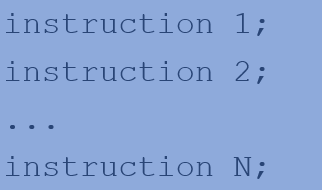 instruction 1;
instruction 2;
...
instruction N;